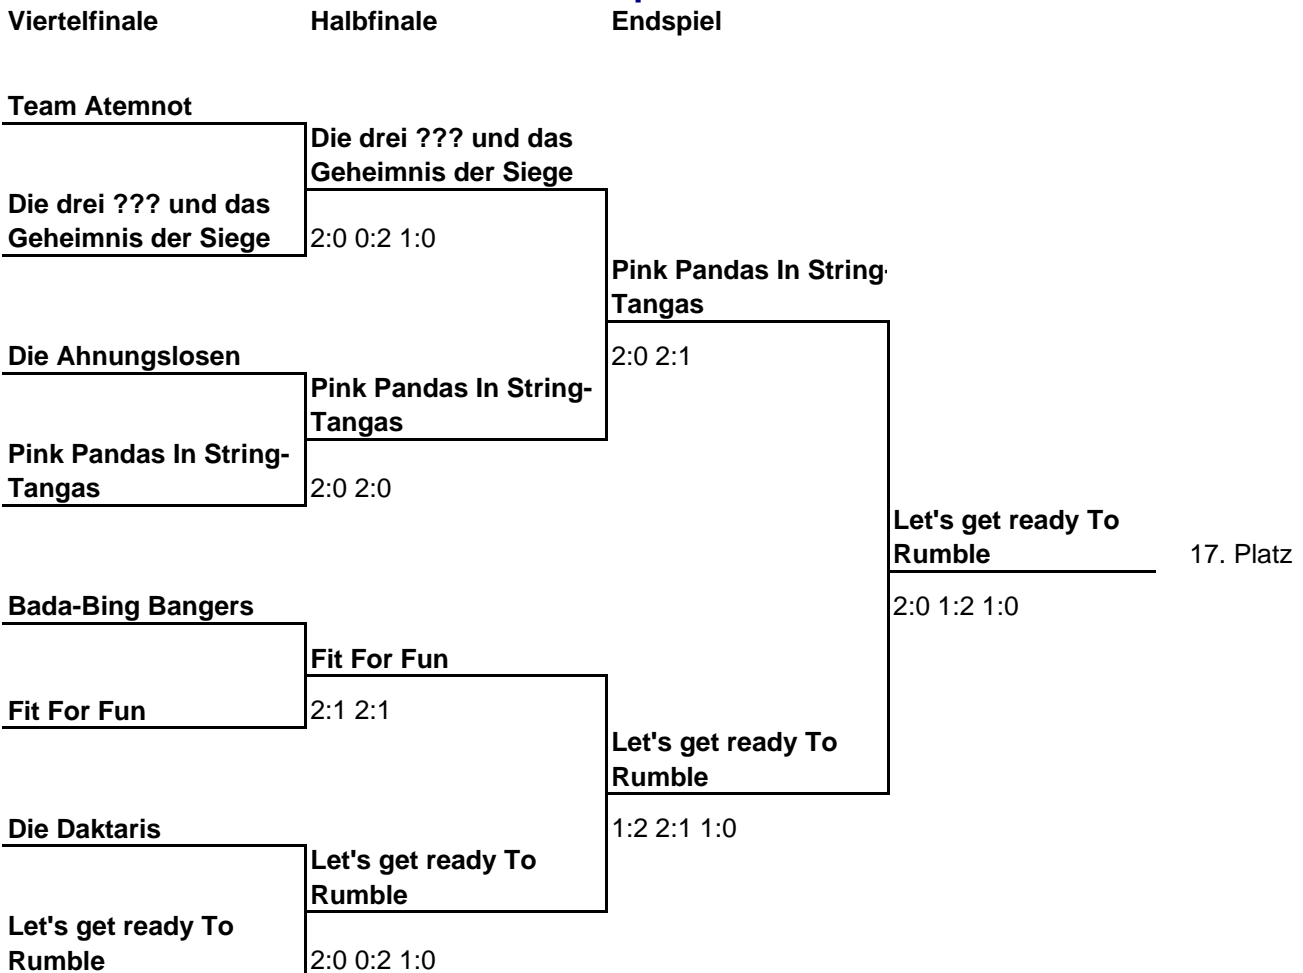 Viertelfinale Halbfinale Endspiel
Team Atemnot
Die drei ??? und das
Geheimnis der Siege
Die drei ??? und das
Geheimnis der Siege
2:0 0:2 1:0
Pink Pandas In String-
Tangas
Die Ahnungslosen
2:0 2:1
Pink Pandas In String-
Tangas
Pink Pandas In String-
Tangas
2:0 2:0
Let's get ready To
Rumble
17. Platz
Bada-Bing Bangers
2:0 1:2 1:0
Fit For Fun
Fit For Fun
2:1 2:1
Let's get ready To
Rumble
Die Daktaris
1:2 2:1 1:0
Let's get ready To
Rumble
Let's get ready To
Rumble
2:0 0:2 1:0